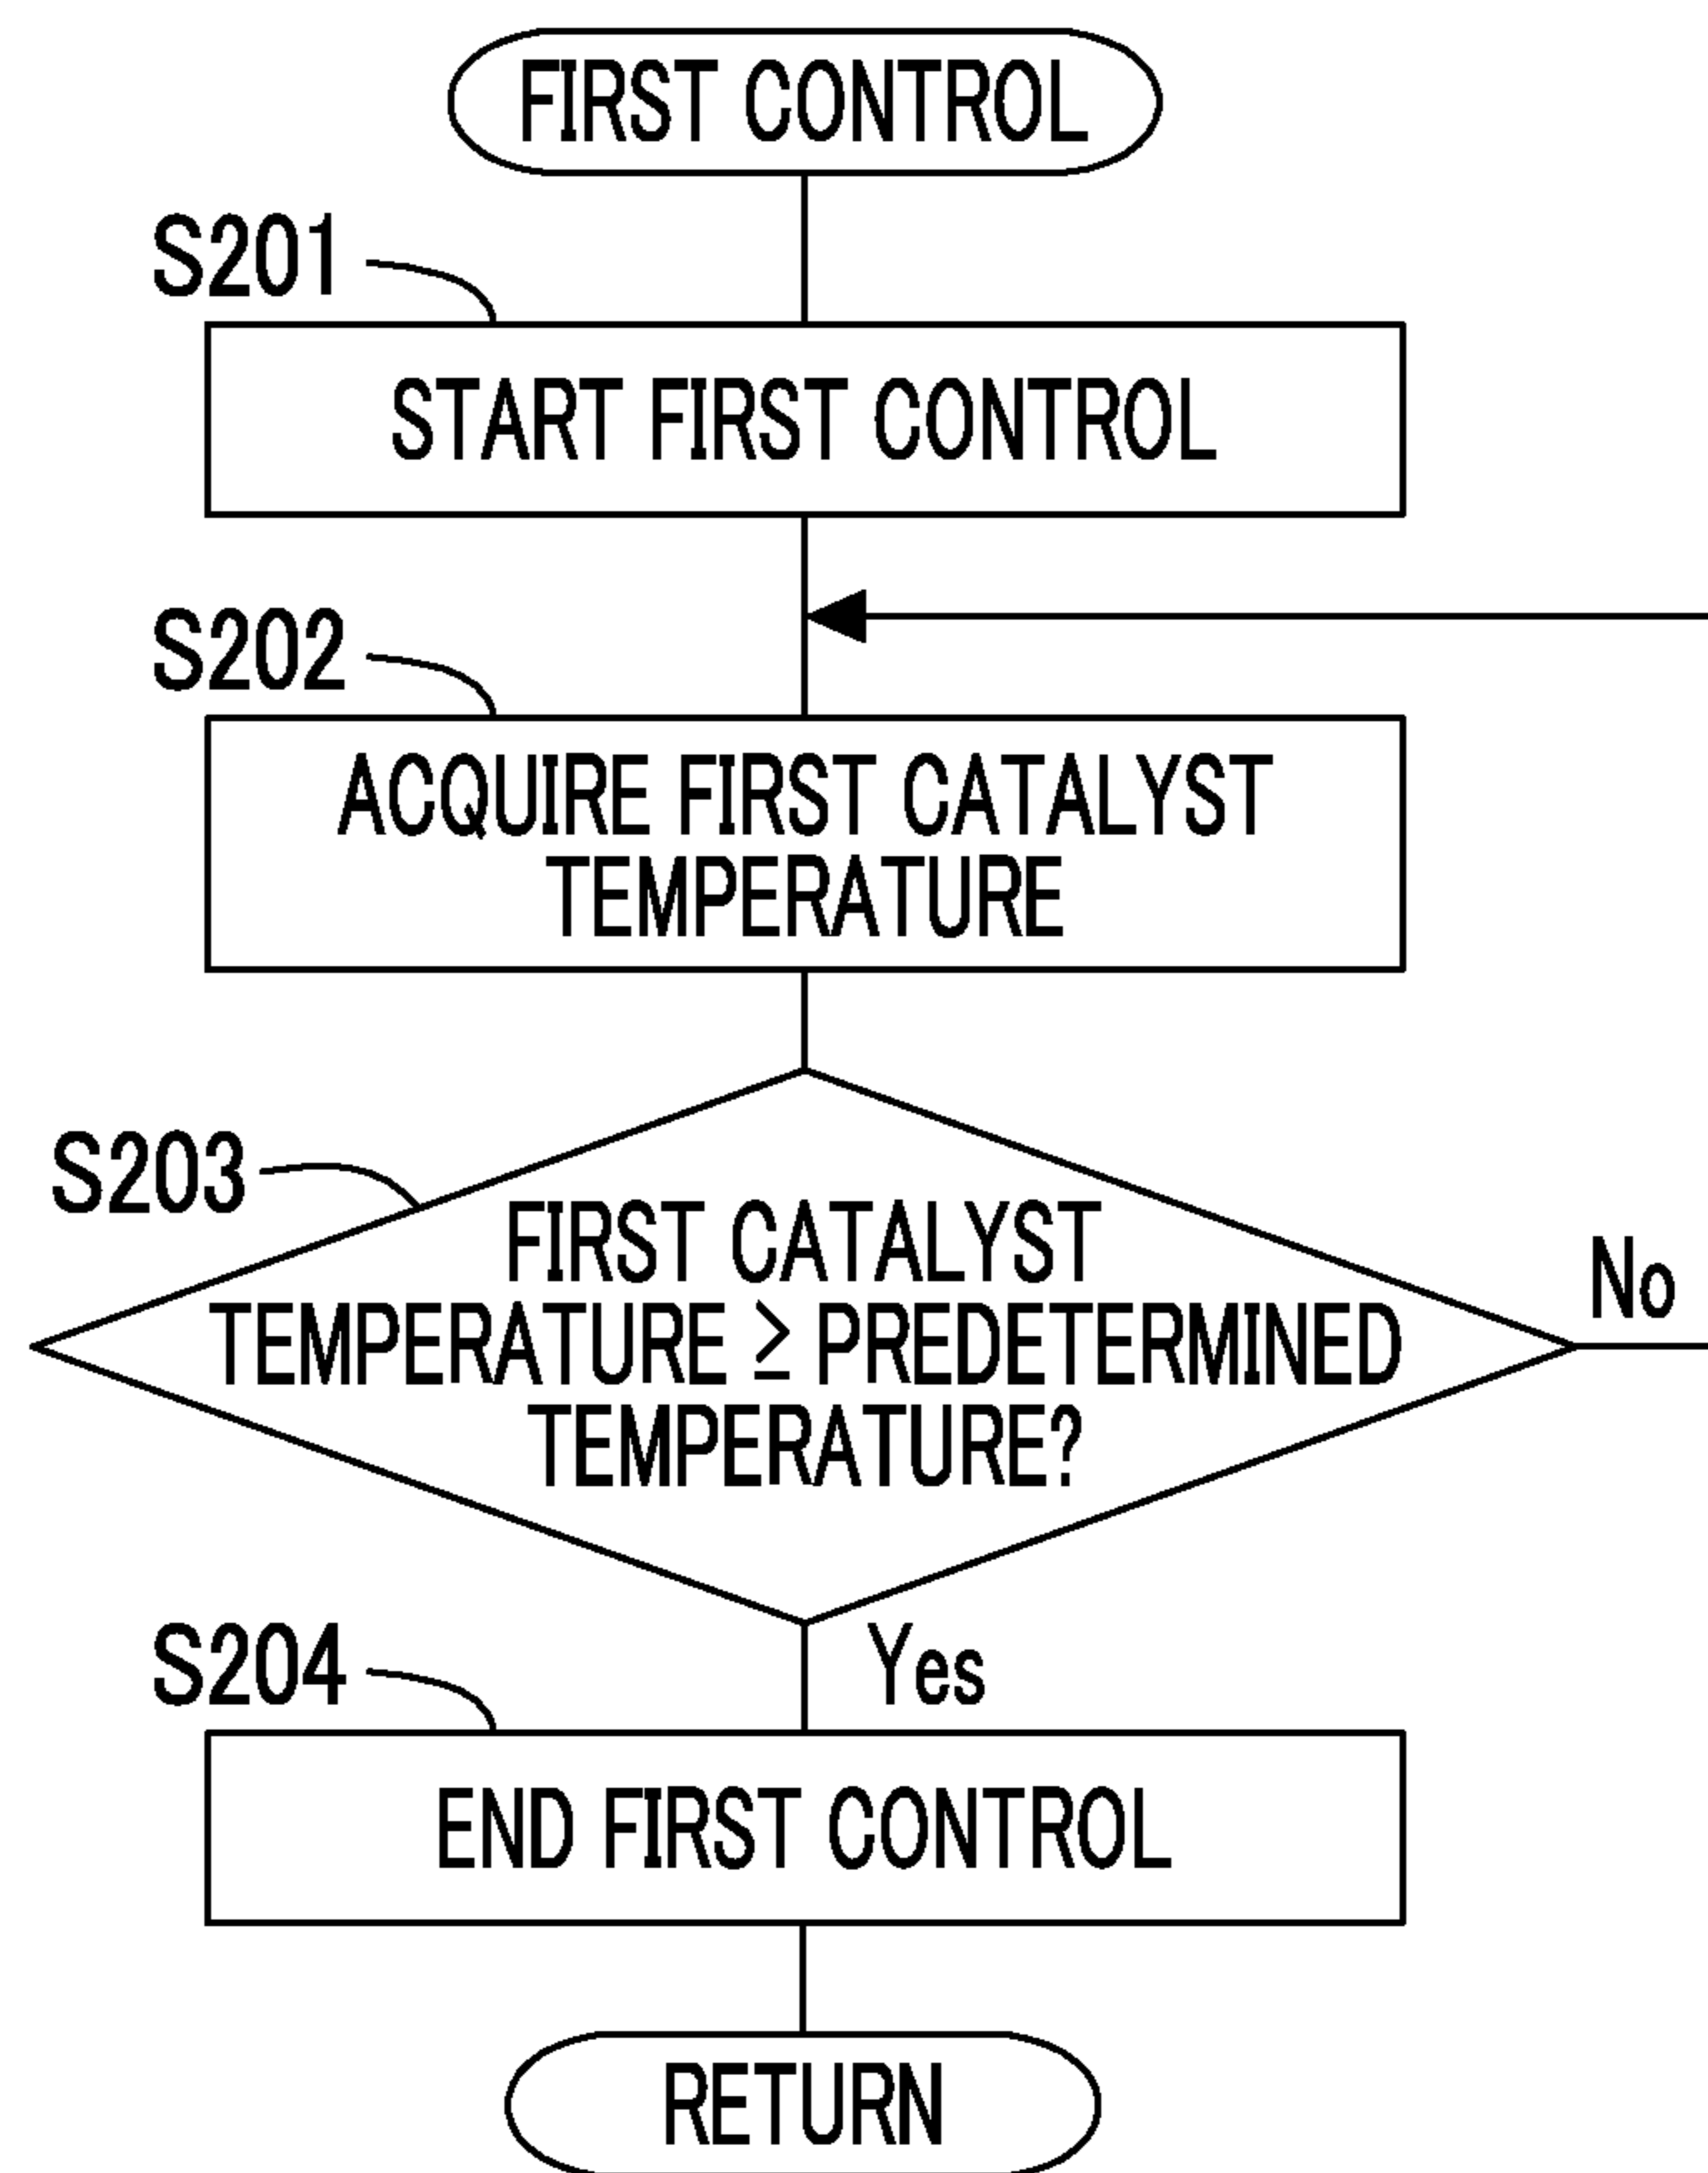 FIRST CONTROL
S201
START FIRST CONTROL
S202
ACQUIRE FIRST CATALYST
TEMPERATURE
S203
FIRST CATALYST
TEMPERATURE ≥ PREDETERMINED
TEMPERATURE?
No
Yes
S204
END FIRST CONTROL
RETURN